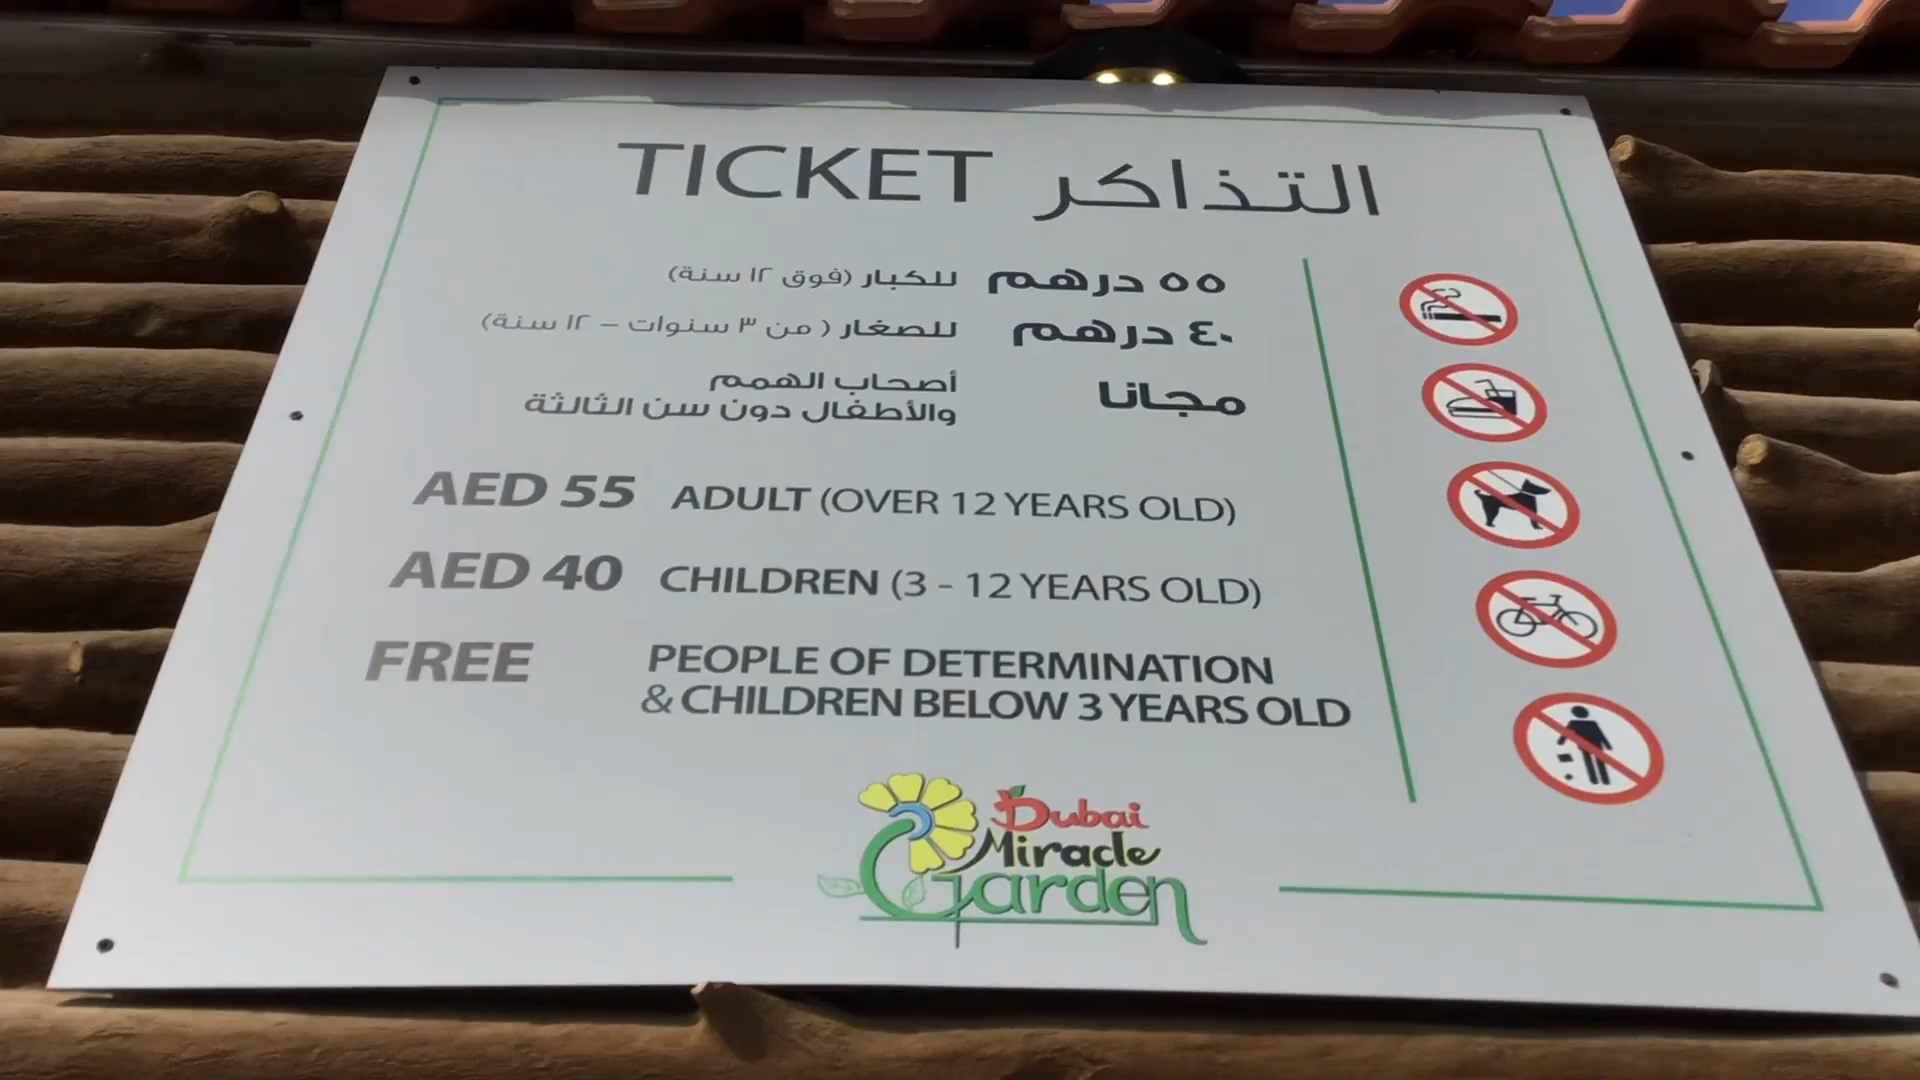 TICKET التذاكر
٥٥ درهم للكبار (فوق ١٢ سنة)
٤٠ درهم للصغار ( من ٣ سنوات - ١٢ سنة)
مجانا أصحاب الهمم
والأطفال دون سن الثالثة
AED 55 ADULT (OVER 12 YEARS OLD)
AED 40 CHILDREN (3 - 12 YEARS OLD)
FREE PEOPLE OF DETERMINATION
& CHILDREN BELOW 3 YEARS OLD
Dubai
Miracle
Garden